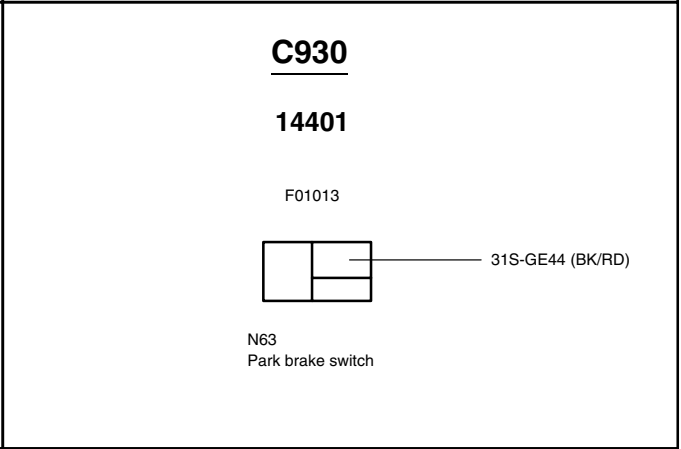 C930
14401
F01013
31S-GE44 (BK/RD)
N63
Park brake switch